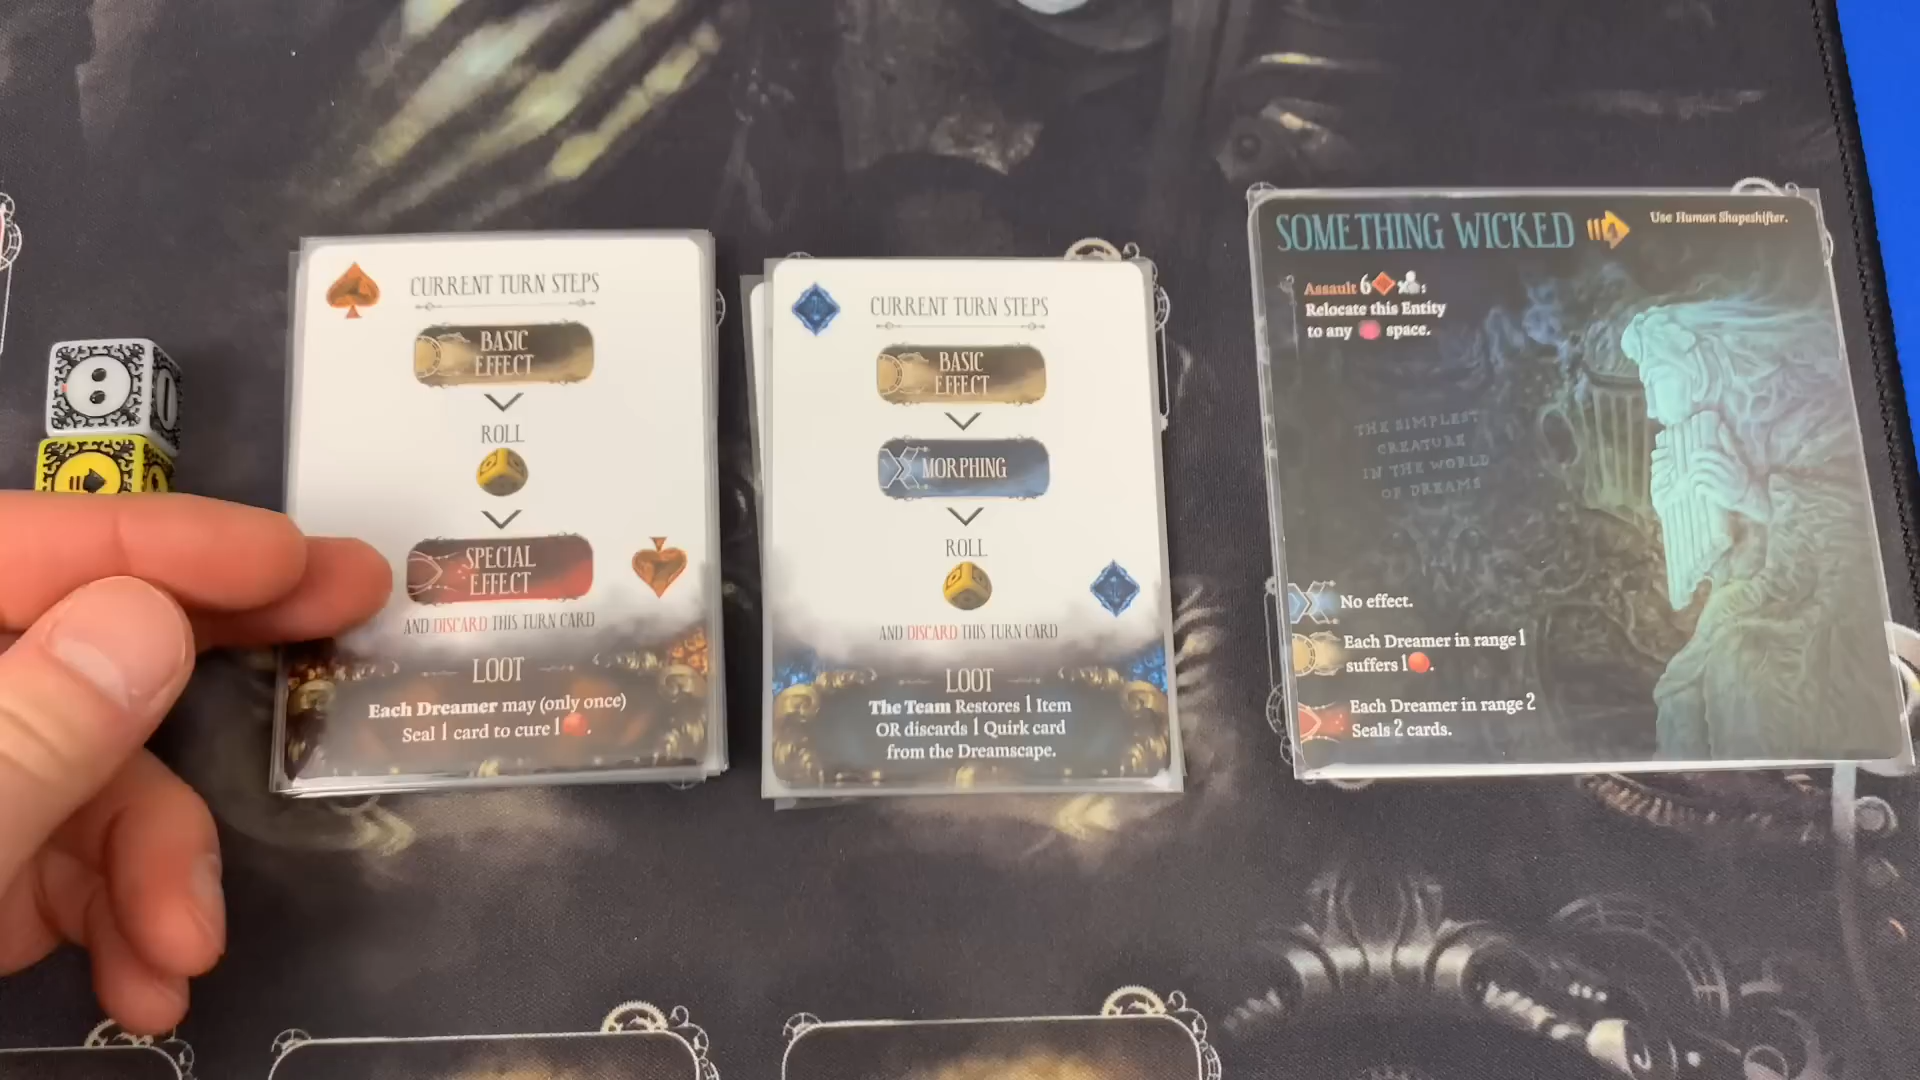 CURRENT TURN STEPS
BASIC
EFFECT
ROLL
SPECIAL
EFFECT
AND DISCARD THIS TURN CARD
LOOT
Each Dreamer may (only once)
Seal 1 card to cure 1.
CURRENT TURN STEPS
BASIC
EFFECT
MORPHING
ROLL
AND DISCARD THIS TURN CARD
LOOT
The Team Restores 1 Item
OR discards 1 Quirk card
from the Dreamscape.
SOMETHING WICKED 4
Use Human Shapeshifter.
Assault 6:
Relocate this Entity
to any space.
THE SIMPLEST
CREATURE
IN THE WORLD
OF DREAMS
No effect.
Each Dreamer in range 1
suffers 1.
Each Dreamer in range 2
Seals 2 cards.